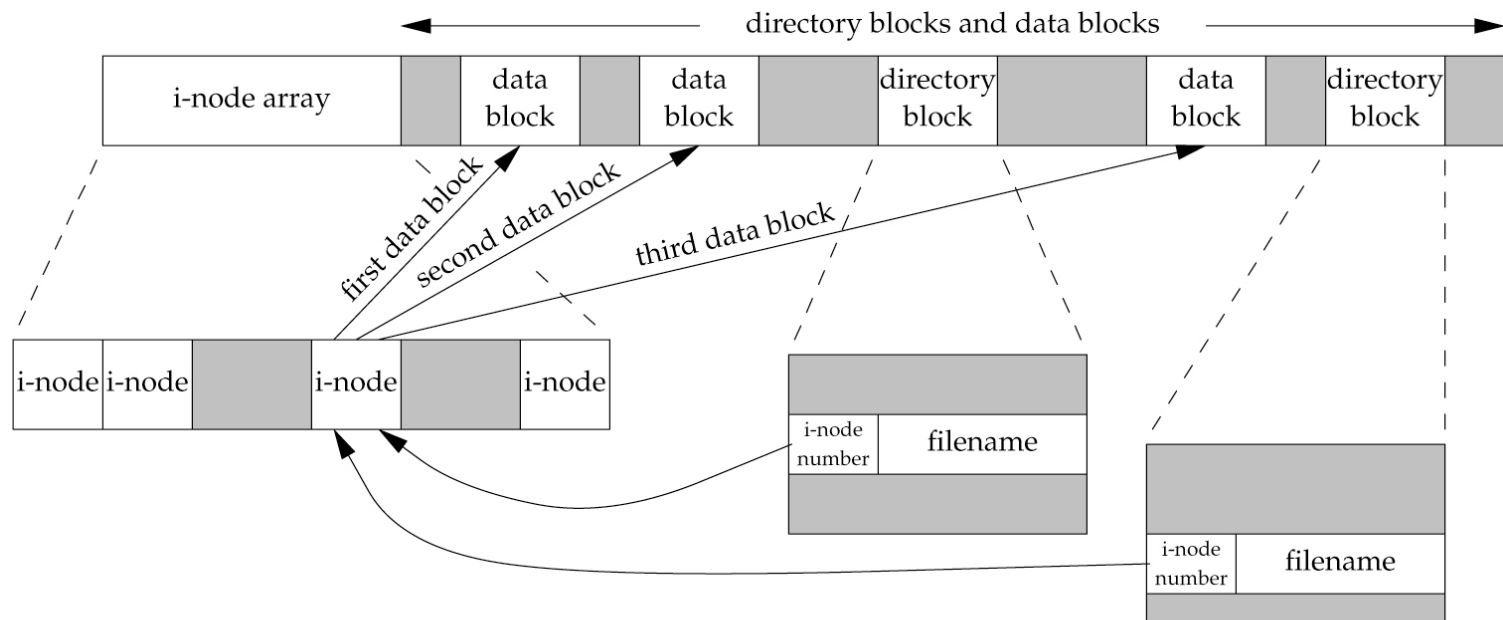 directory blocks and data blocks
i-node array
data
block
data
block
directory
block
data
block
directory
block
first data block
second data block
third data block
i-node
i-node
i-node
i-node
i-node
number
filename
i-node
number
filename